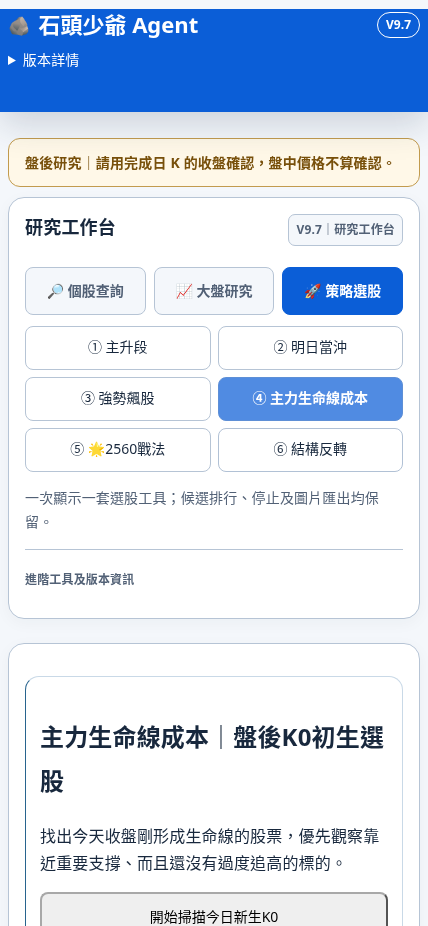 石頭少爺 Agent
V9.7
版本詳情
盤後研究｜請用完成日 K 的收盤確認，盤中價格不算確認。
研究工作台
V9.7｜研究工作台
🔎 個股查詢
📈 大盤研究
🚀 策略選股
① 主升段
② 明日當沖
③ 強勢飆股
④ 主力生命線成本
⑤ 🌟2560戰法
⑥ 結構反轉
一次顯示一套選股工具；候選排行、停止及圖片匯出均保
留。
進階工具及版本資訊
主力生命線成本｜盤後K0初生選
股
找出今天收盤剛形成生命線的股票，優先觀察靠
近重要支撐、而且還沒有過度追高的標的。
開始掃描今日新生K0